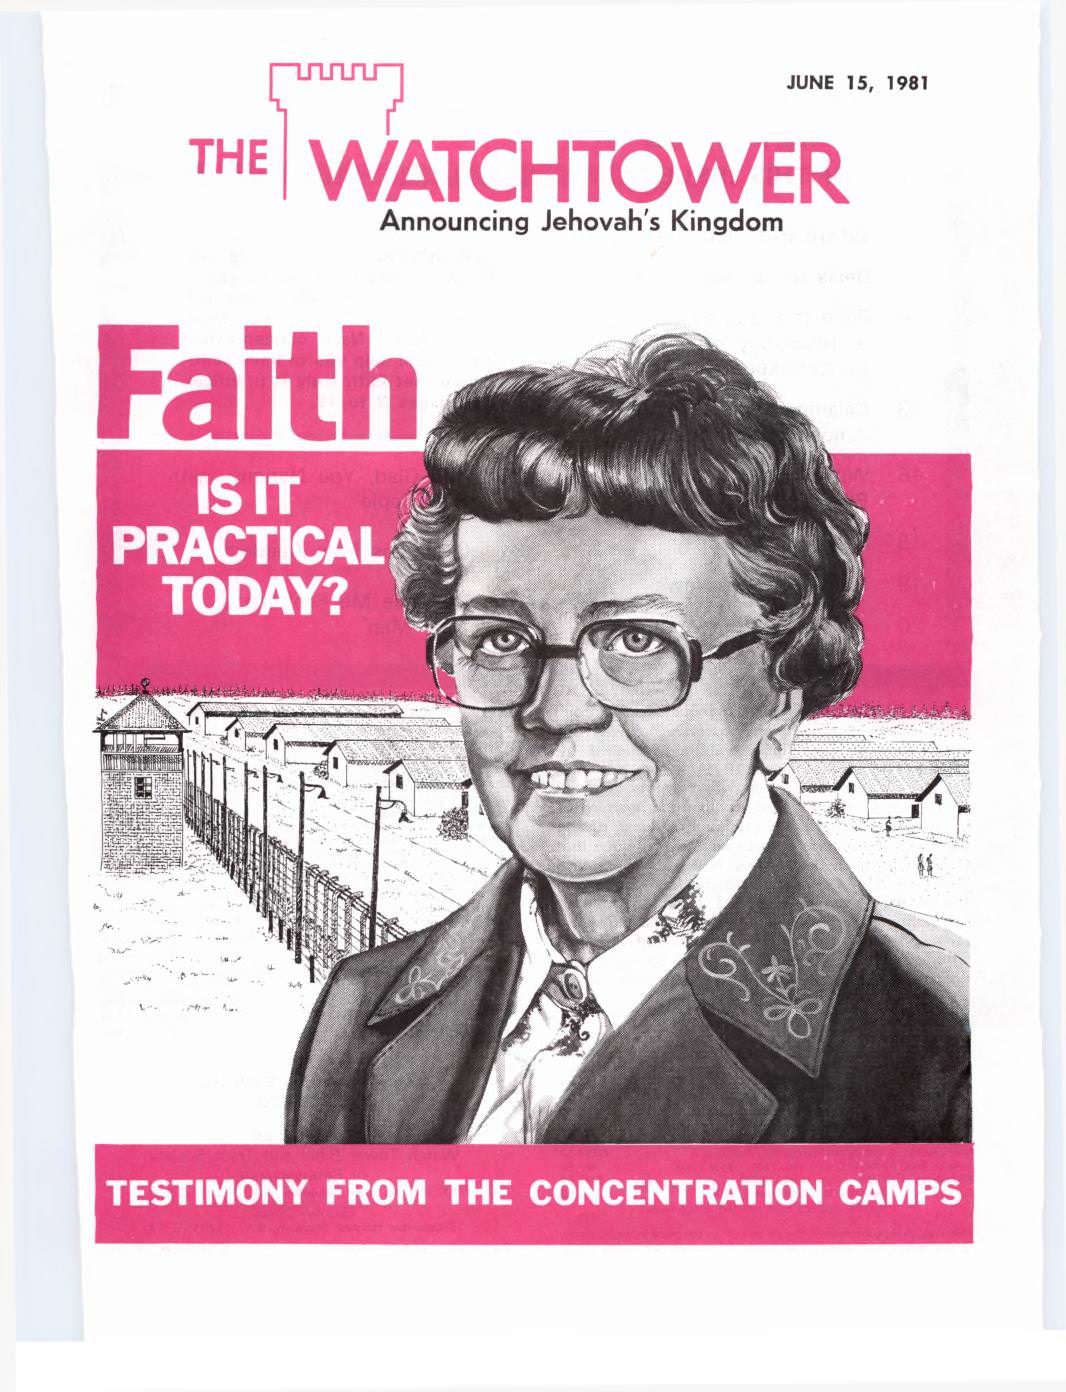 JUNE 15, 1981
THE WATCHTOWER
Announcing Jehovah's Kingdom
Faith
IS IT
PRACTICAL
TODAY?
TESTIMONY FROM THE CONCENTRATION CAMPS